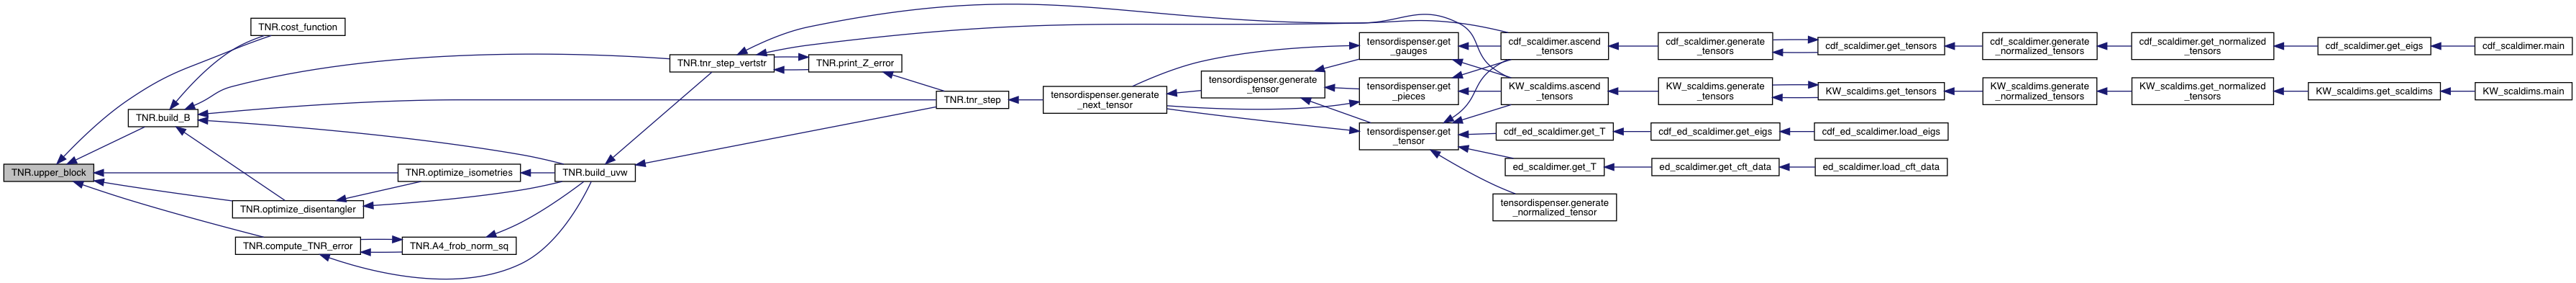 TNR.upper_block
TNR.cost_function
TNR.build_B
TNR.optimize_isometries
TNR.optimize_disentangler
TNR.compute_TNR_error
TNR.A4_frob_norm_sq
TNR.build_uvw
TNR.tnr_step_vertstr
TNR.print_Z_error
TNR.tnr_step
tensordispenser.generate
_next_tensor
tensordispenser.generate
_tensor
tensordispenser.get
_gauges
tensordispenser.get
_pieces
tensordispenser.get
_tensor
cdf_scaldimer.ascend
_tensors
cdf_scaldimer.generate
_tensors
cdf_scaldimer.get_tensors
cdf_scaldimer.generate
_normalized_tensors
cdf_scaldimer.get_normalized
_tensors
cdf_scaldimer.get_eigs
cdf_scaldimer.main
KW_scaldims.ascend
_tensors
KW_scaldims.generate
_tensors
KW_scaldims.get_tensors
KW_scaldims.generate
_normalized_tensors
KW_scaldims.get_normalized
_tensors
KW_scaldims.get_scaldims
KW_scaldims.main
cdf_ed_scaldimer.get_T
cdf_ed_scaldimer.get_eigs
cdf_ed_scaldimer.load_eigs
ed_scaldimer.get_T
ed_scaldimer.get_cft_data
ed_scaldimer.load_cft_data
tensordispenser.generate
_normalized_tensor